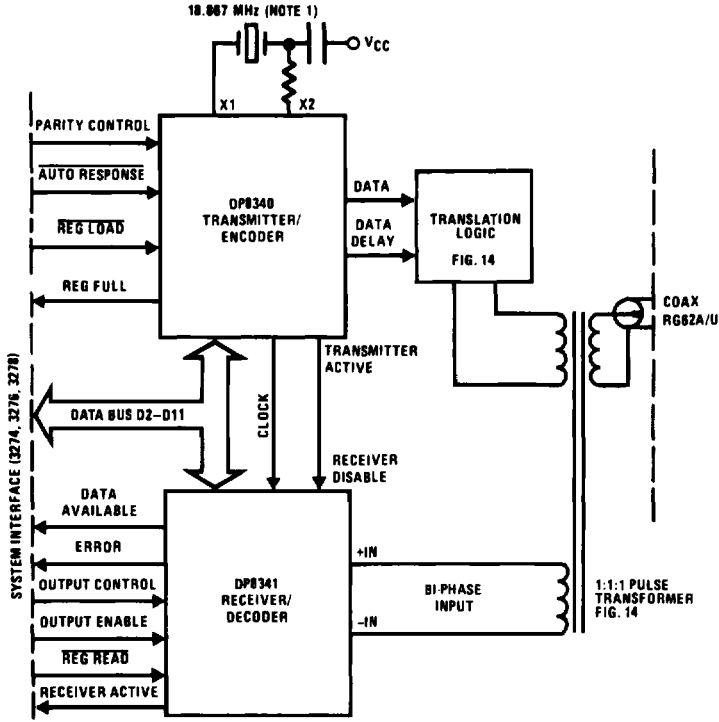 18.867 MHz (NOTE 1)
VCC
X1
X2
PARITY CONTROL
AUTO RESPONSE
REG LOAD
REG FULL
DP8340
TRANSMITTER/
ENCODER
DATA
DATA
DELAY
TRANSLATION
LOGIC
FIG. 14
COAX
RG62A/U
TRANSMITTER
ACTIVE
SYSTEM INTERFACE (3274, 3276, 3278)
DATA BUS D2–D11
CLOCK
RECEIVER
DISABLE
DATA
AVAILABLE
ERROR
OUTPUT CONTROL
OUTPUT ENABLE
REG READ
RECEIVER ACTIVE
DP8341
RECEIVER/
DECODER
+IN
BI-PHASE
INPUT
–IN
1:1:1 PULSE
TRANSFORMER
FIG. 14